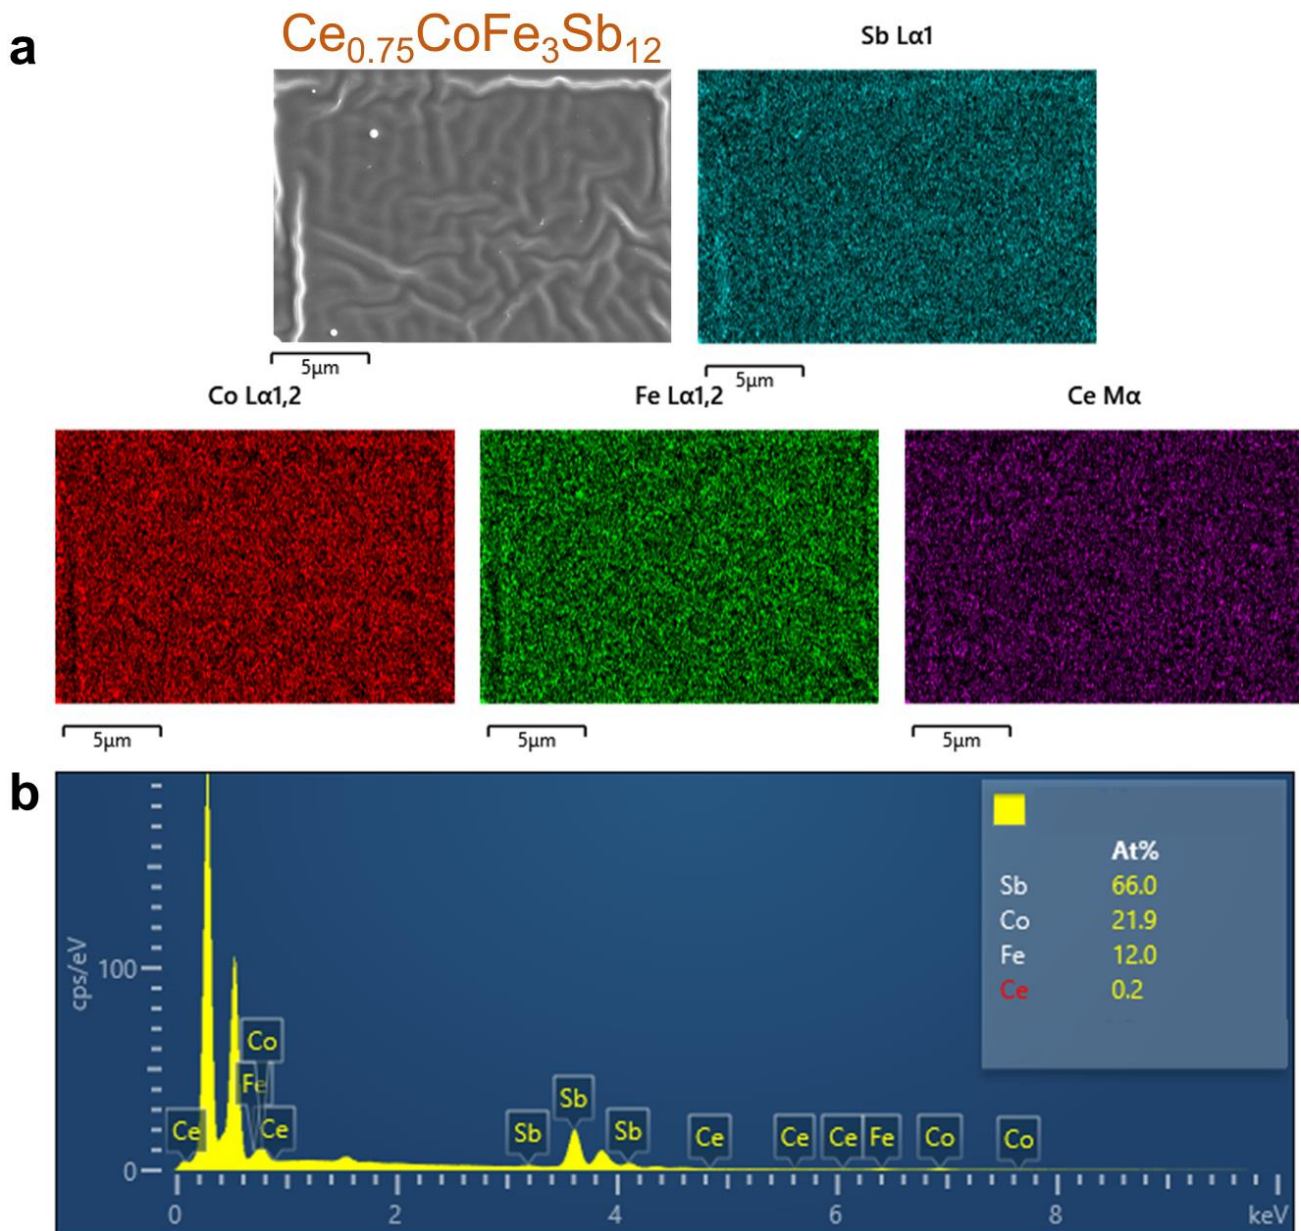 a
Ce0.75CoFe3Sb12
Sb Lα1
5μm
5μm
Co Lα1,2
Fe Lα1,2
Ce Mα
5μm
5μm
5μm
b
At%
Sb 66.0
Co 21.9
Fe 12.0
Ce 0.2
cps/eV
100
0
Co
Fe
Ce
Ce
Sb
Sb
Sb
Ce
Ce
Ce
Fe
Co
Co
0 2 4 6 8 keV